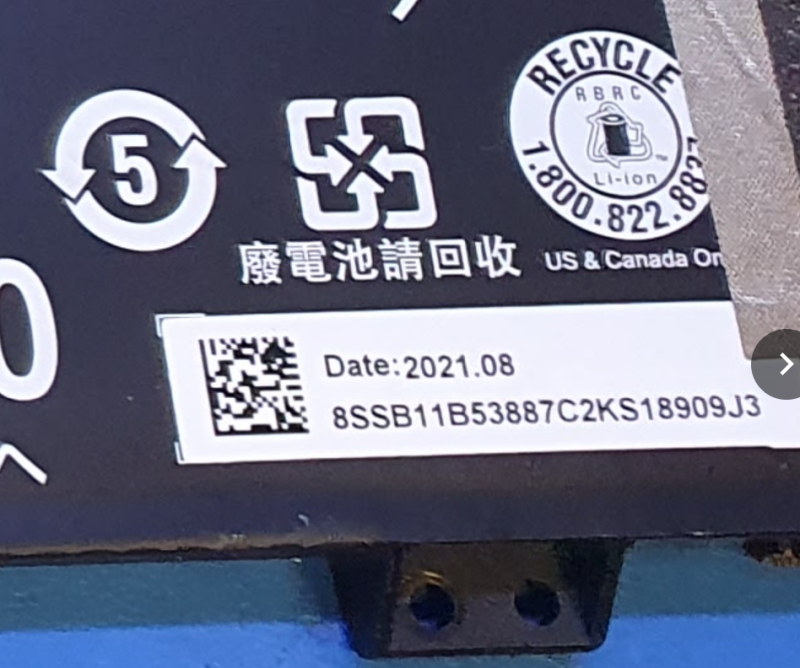 RECYCLE
RBRC
Li-ion
1.800.822.8837
5
廢電池請回收
US & Canada
0
Date:2021.08
8SSB11B53887C2KS18909J3